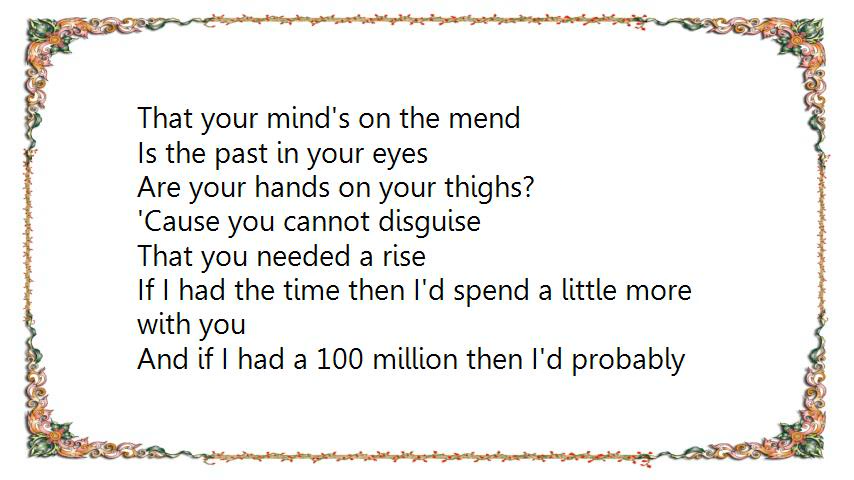 That your mind's on the mend
Is the past in your eyes
Are your hands on your thighs?
'Cause you cannot disguise
That you needed a rise
If I had the time then I'd spend a little more
with you
And if I had a 100 million then I'd probably